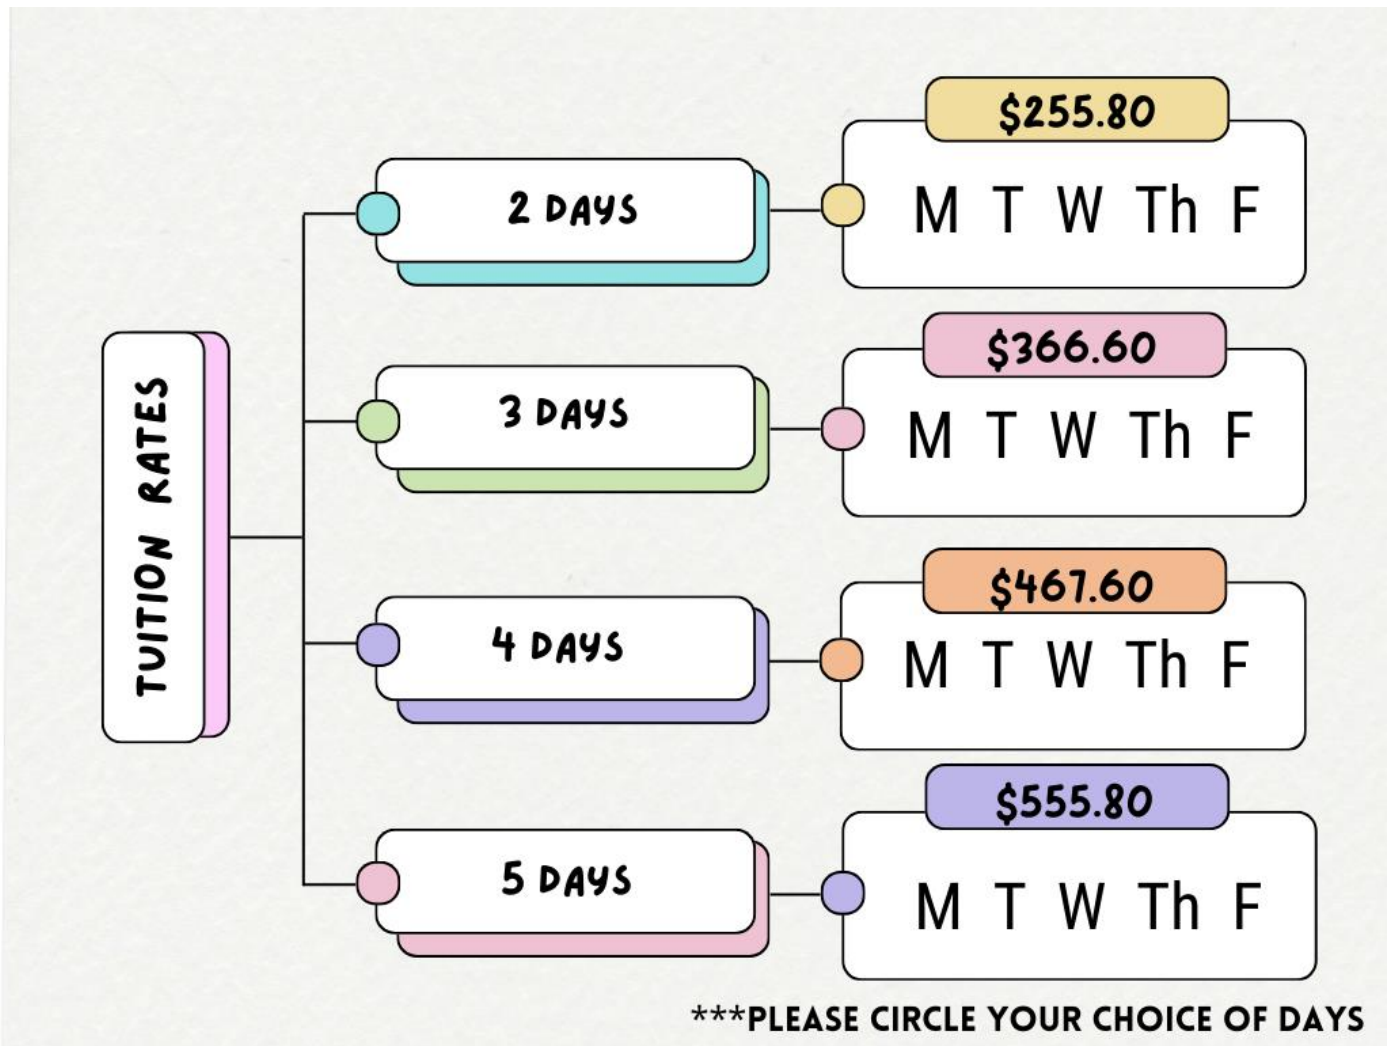 TUITION RATES
2 DAYS
$255.80
M T W Th F
3 DAYS
$366.60
M T W Th F
4 DAYS
$467.60
M T W Th F
5 DAYS
$555.80
M T W Th F
***PLEASE CIRCLE YOUR CHOICE OF DAYS